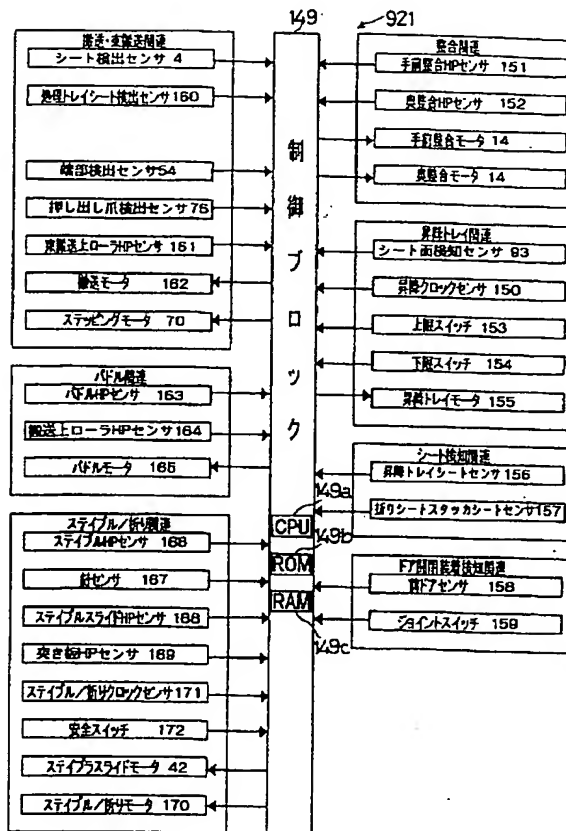 149
921
搬送・束搬送関連
シート検出センサ 4
処理トレイシート検出センサ 160
端部検出センサ54
押し出し爪検出センサ76
束搬送上ローラHPセンサ 161
搬送モータ 162
ステッピングモータ 70
パドル関連
パドルHPセンサ 163
搬送上ローラHPセンサ 164
パドルモータ 165
ステイプル/折り関連
ステイプルHPセンサ 166
針センサ 167
ステイプルスライドHPセンサ 168
突き板HPセンサ 169
ステイプル/折りクロックセンサ 171
安全スイッチ 172
ステイプラスライドモータ 42
ステイプル/折りモータ 170
制御ブロック
149a
CPU
149b
ROM
RAM
149c
整合関連
手前整合HPセンサ 151
奥整合HPセンサ 152
手前整合モータ 14
奥整合モータ 14
昇降トレイ関連
シート面検知センサ 93
昇降クロックセンサ 150
上限スイッチ 153
下限スイッチ 154
昇降トレイモータ 155
シート検知関連
昇降トレイシートセンサ 156
折りシートスタッカシートセンサ 157
ドア開閉装着検知関連
前ドアセンサ 158
ジョイントスイッチ 159